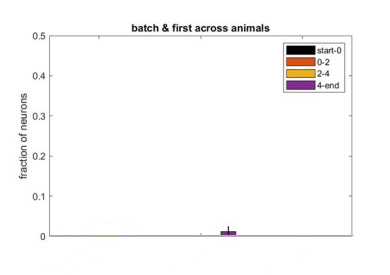 batch & first across animals
0.5
0.4
0.3
0.2
0.1
0
fraction of neurons
start-0
0-2
2-4
4-end